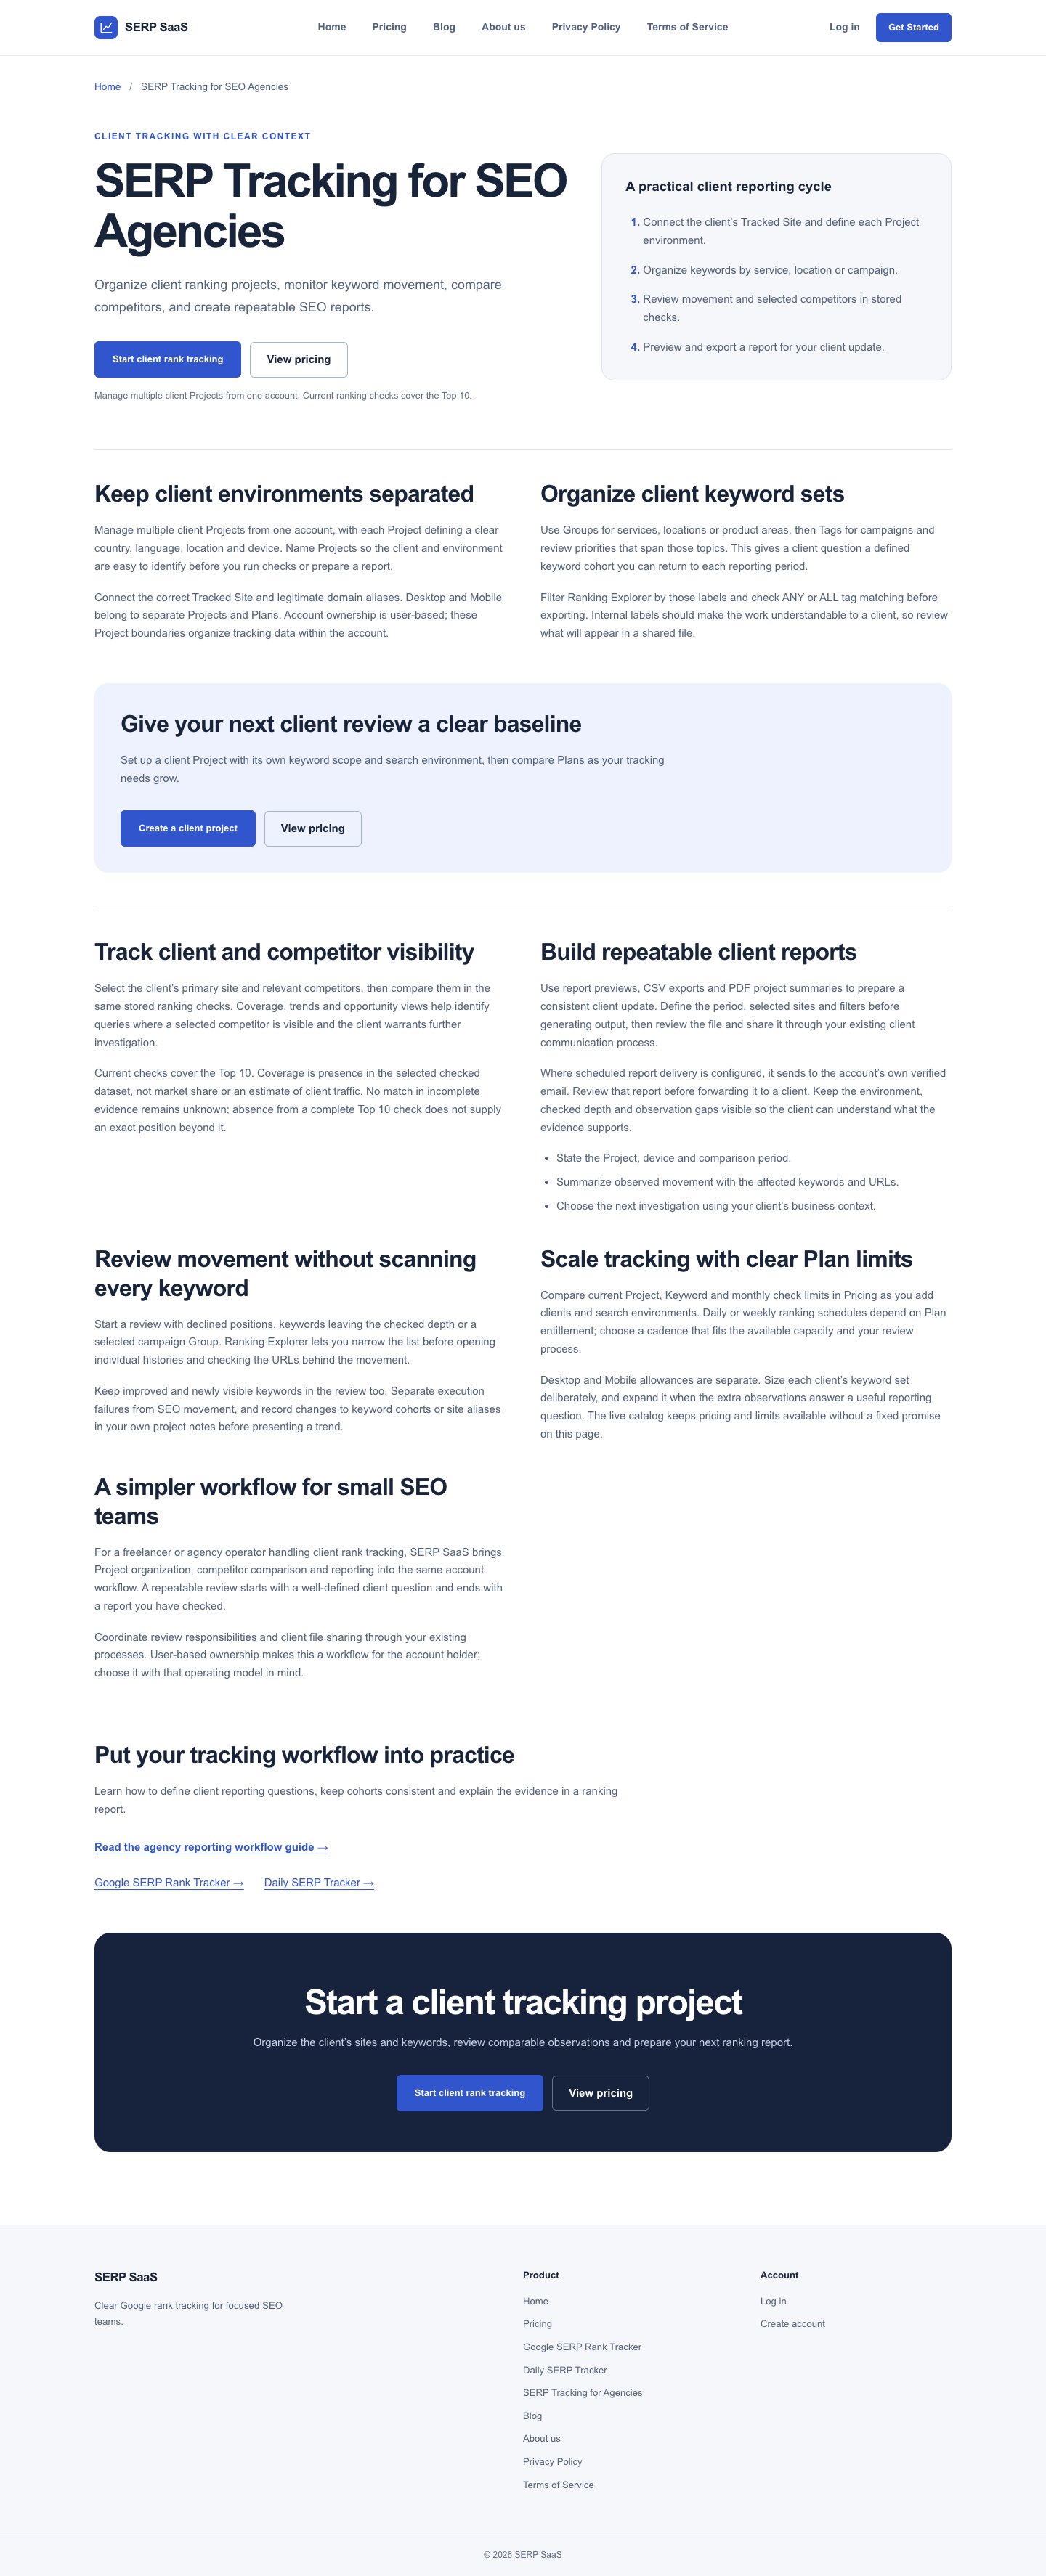 SERP SaaS
Home
Pricing
Blog
About us
Privacy Policy
Terms of Service
Log in
Get Started
Home / SERP Tracking for SEO Agencies
CLIENT TRACKING WITH CLEAR CONTEXT
SERP Tracking for SEO
Agencies
Organize client ranking projects, monitor keyword movement, compare
competitors, and create repeatable SEO reports.
Start client rank tracking
View pricing
Manage multiple client Projects from one account. Current ranking checks cover the Top 10.
A practical client reporting cycle
1. Connect the client’s Tracked Site and define each Project
environment.
2. Organize keywords by service, location or campaign.
3. Review movement and selected competitors in stored
checks.
4. Preview and export a report for your client update.
Keep client environments separated
Manage multiple client Projects from one account, with each Project defining a clear
country, language, location and device. Name Projects so the client and environment
are easy to identify before you run checks or prepare a report.
Connect the correct Tracked Site and legitimate domain aliases. Desktop and Mobile
belong to separate Projects and Plans. Account ownership is user-based; these
Project boundaries organize tracking data within the account.
Organize client keyword sets
Use Groups for services, locations or product areas, then Tags for campaigns and
review priorities that span those topics. This gives a client question a defined
keyword cohort you can return to each reporting period.
Filter Ranking Explorer by those labels and check ANY or ALL tag matching before
exporting. Internal labels should make the work understandable to a client, so review
what will appear in a shared file.
Give your next client review a clear baseline
Set up a client Project with its own keyword scope and search environment, then compare Plans as your tracking
needs grow.
Create a client project
View pricing
Track client and competitor visibility
Select the client’s primary site and relevant competitors, then compare them in the
same stored ranking checks. Coverage, trends and opportunity views help identify
queries where a selected competitor is visible and the client warrants further
investigation.
Current checks cover the Top 10. Coverage is presence in the selected checked
dataset, not market share or an estimate of client traffic. No match in incomplete
evidence remains unknown; absence from a complete Top 10 check does not supply
an exact position beyond it.
Build repeatable client reports
Use report previews, CSV exports and PDF project summaries to prepare a
consistent client update. Define the period, selected sites and filters before
generating output, then review the file and share it through your existing client
communication process.
Where scheduled report delivery is configured, it sends to the account’s own verified
email. Review that report before forwarding it to a client. Keep the environment,
checked depth and observation gaps visible so the client can understand what the
evidence supports.
• State the Project, device and comparison period.
• Summarize observed movement with the affected keywords and URLs.
• Choose the next investigation using your client’s business context.
Review movement without scanning
every keyword
Start a review with declined positions, keywords leaving the checked depth or a
selected campaign Group. Ranking Explorer lets you narrow the list before opening
individual histories and checking the URLs behind the movement.
Keep improved and newly visible keywords in the review too. Separate execution
failures from SEO movement, and record changes to keyword cohorts or site aliases
in your own project notes before presenting a trend.
Scale tracking with clear Plan limits
Compare current Project, Keyword and monthly check limits in Pricing as you add
clients and search environments. Daily or weekly ranking schedules depend on Plan
entitlement; choose a cadence that fits the available capacity and your review
process.
Desktop and Mobile allowances are separate. Size each client’s keyword set
deliberately, and expand it when the extra observations answer a useful reporting
question. The live catalog keeps pricing and limits available without a fixed promise
on this page.
A simpler workflow for small SEO
teams
For a freelancer or agency operator handling client rank tracking, SERP SaaS brings
Project organization, competitor comparison and reporting into the same account
workflow. A repeatable review starts with a well-defined client question and ends with
a report you have checked.
Coordinate review responsibilities and client file sharing through your existing
processes. User-based ownership makes this a workflow for the account holder;
choose it with that operating model in mind.
Put your tracking workflow into practice
Learn how to define client reporting questions, keep cohorts consistent and explain the evidence in a ranking
report.
Read the agency reporting workflow guide →
Google SERP Rank Tracker →
Daily SERP Tracker →
Start a client tracking project
Organize the client’s sites and keywords, review comparable observations and prepare your next ranking report.
Start client rank tracking
View pricing
SERP SaaS
Clear Google rank tracking for focused SEO
teams.
Product
Home
Pricing
Google SERP Rank Tracker
Daily SERP Tracker
SERP Tracking for Agencies
Blog
About us
Privacy Policy
Terms of Service
Account
Log in
Create account
© 2026 SERP SaaS